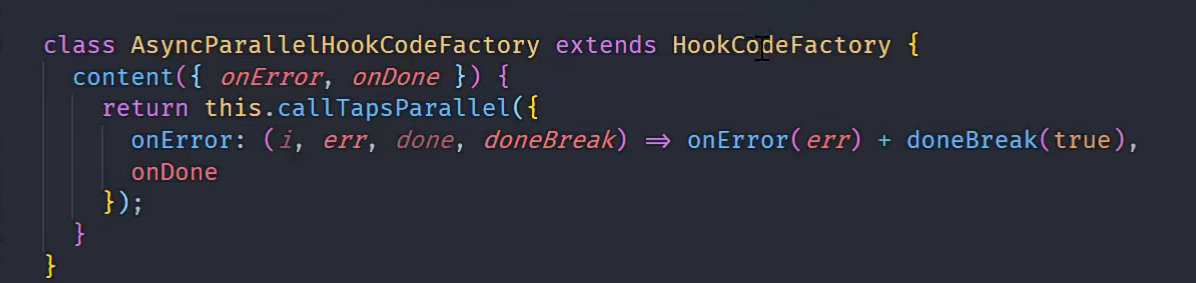 class AsyncParallelHookCodeFactory extends HookCodeFactory {
content({ onError, onDone }) {
return this.callTapsParallel({
onError: (i, err, done, doneBreak) => onError(err) + doneBreak(true),
onDone
});
}
}